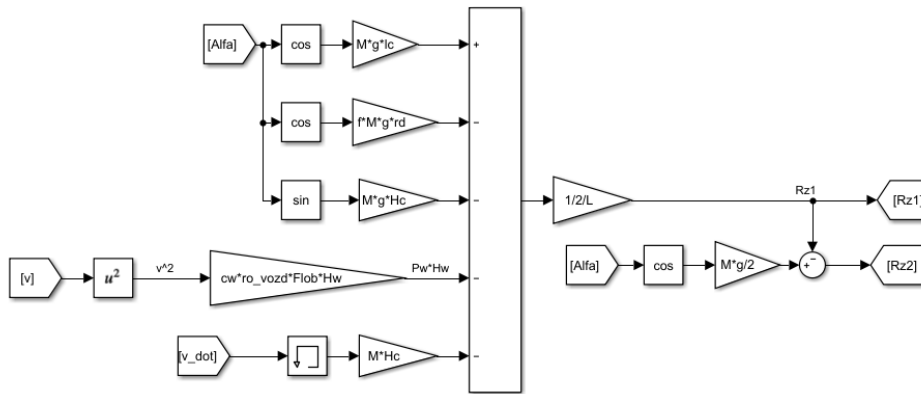 [Alfa]
cos
M*g*lc
+
cos
f*M*g*rd
−
sin
M*g*Hc
−
1/2/L
Rz1
[Rz1]
[v]
u²
v^2
cw*ro_vozd*Flob*Hw
Pw*Hw
−
[Alfa]
cos
M*g/2
+
−
[Rz2]
[v_dot]
M*Hc
−